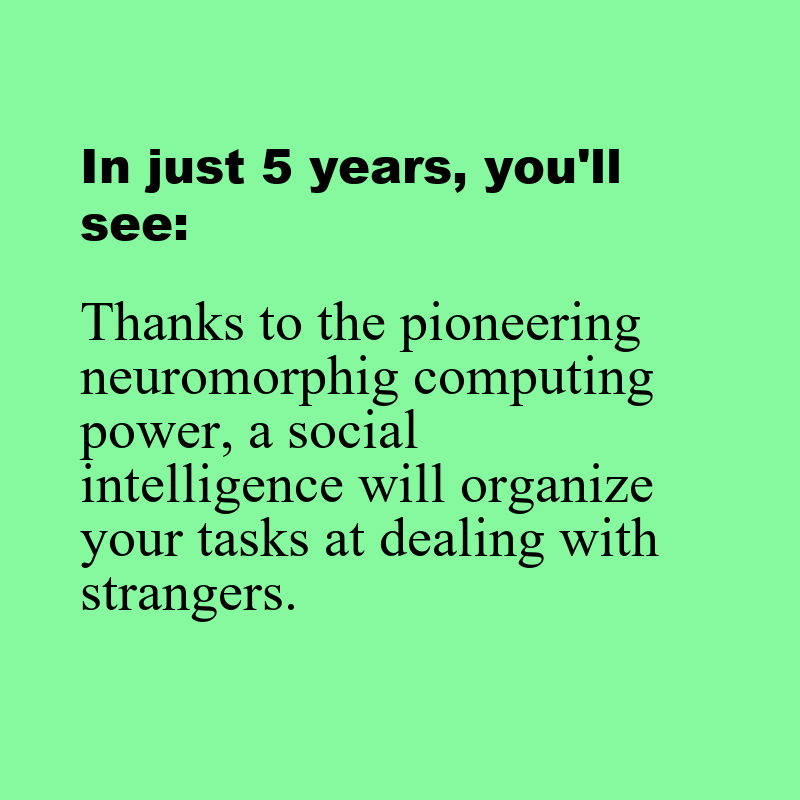 In just 5 years, you'll
see:
Thanks to the pioneering
neuromorphig computing
power, a social
intelligence will organize
your tasks at dealing with
strangers.